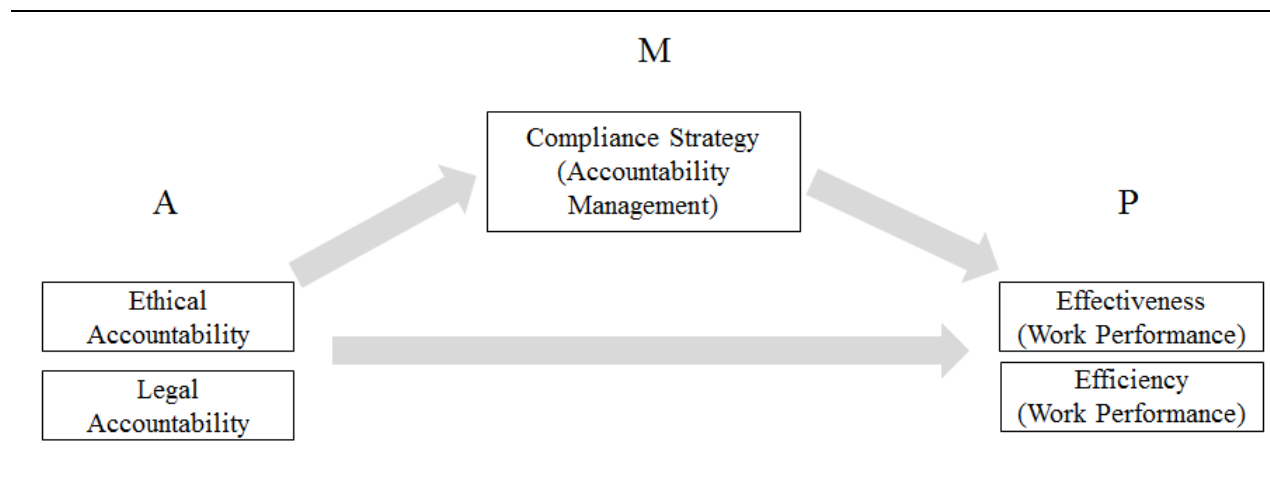 M
Compliance Strategy
(Accountability
Management)
A
P
Ethical
Accountability
Legal
Accountability
Effectiveness
(Work Performance)
Efficiency
(Work Performance)